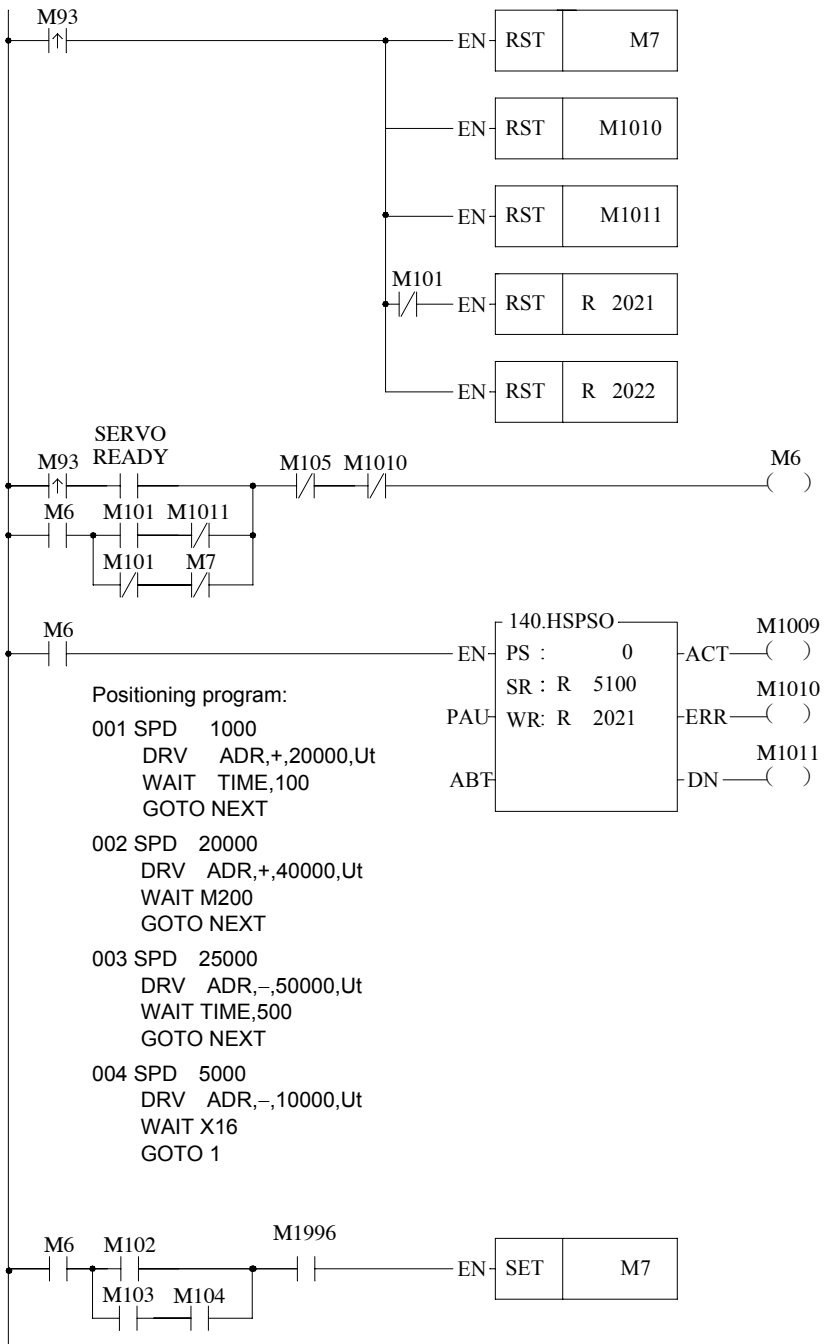 M93
EN RST M7
EN RST M1010
EN RST M1011
M101
EN RST R 2021
EN RST R 2022
SERVO
READY
M93 M105 M1010 M6
M6 M101 M1011
M101 M7
M6
140.HSPSO
EN PS : 0 ACT M1009
SR : R 5100
PAU WR: R 2021 ERR M1010
ABT DN M1011
Positioning program:
001 SPD 1000
DRV ADR,+,20000,Ut
WAIT TIME,100
GOTO NEXT
002 SPD 20000
DRV ADR,+,40000,Ut
WAIT M200
GOTO NEXT
003 SPD 25000
DRV ADR,−,50000,Ut
WAIT TIME,500
GOTO NEXT
004 SPD 5000
DRV ADR,−,10000,Ut
WAIT X16
GOTO 1
M6 M102 M1996
EN SET M7
M103 M104